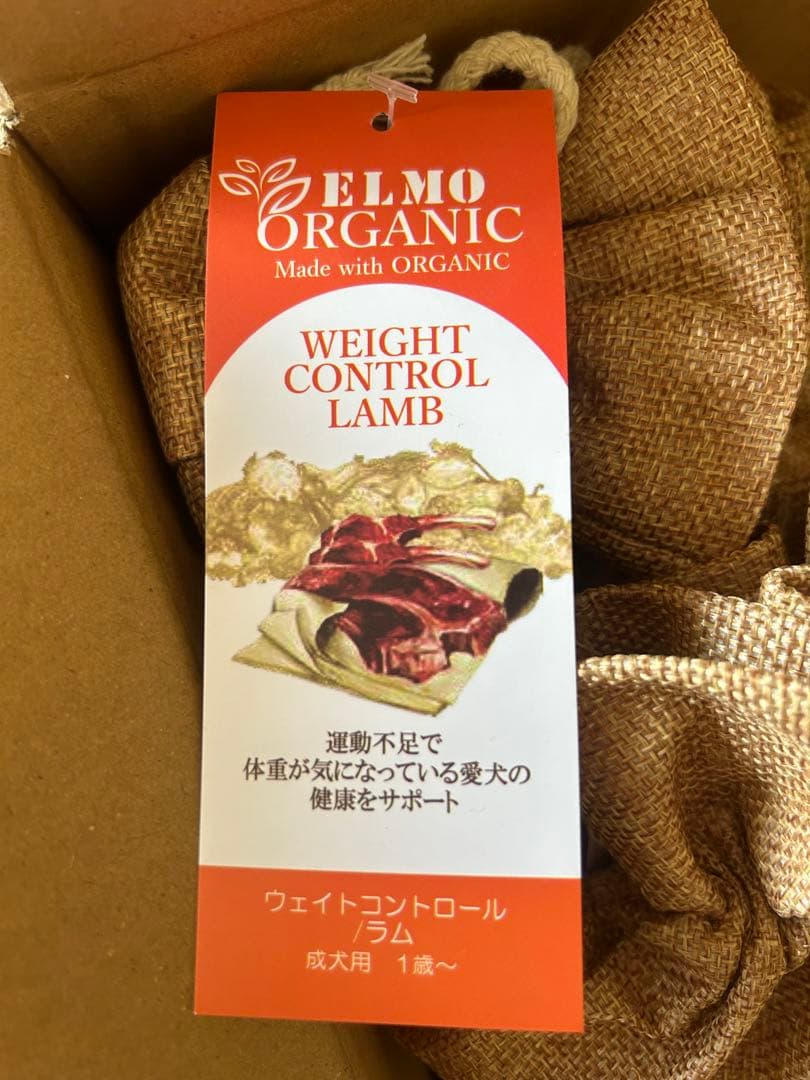 ELMO
ORGANIC
Made with ORGANIC
WEIGHT
CONTROL
LAMB
運動不足で
体重が気になっている愛犬の
健康をサポート
ウェイトコントロール
/ラム
成犬用 1歳～